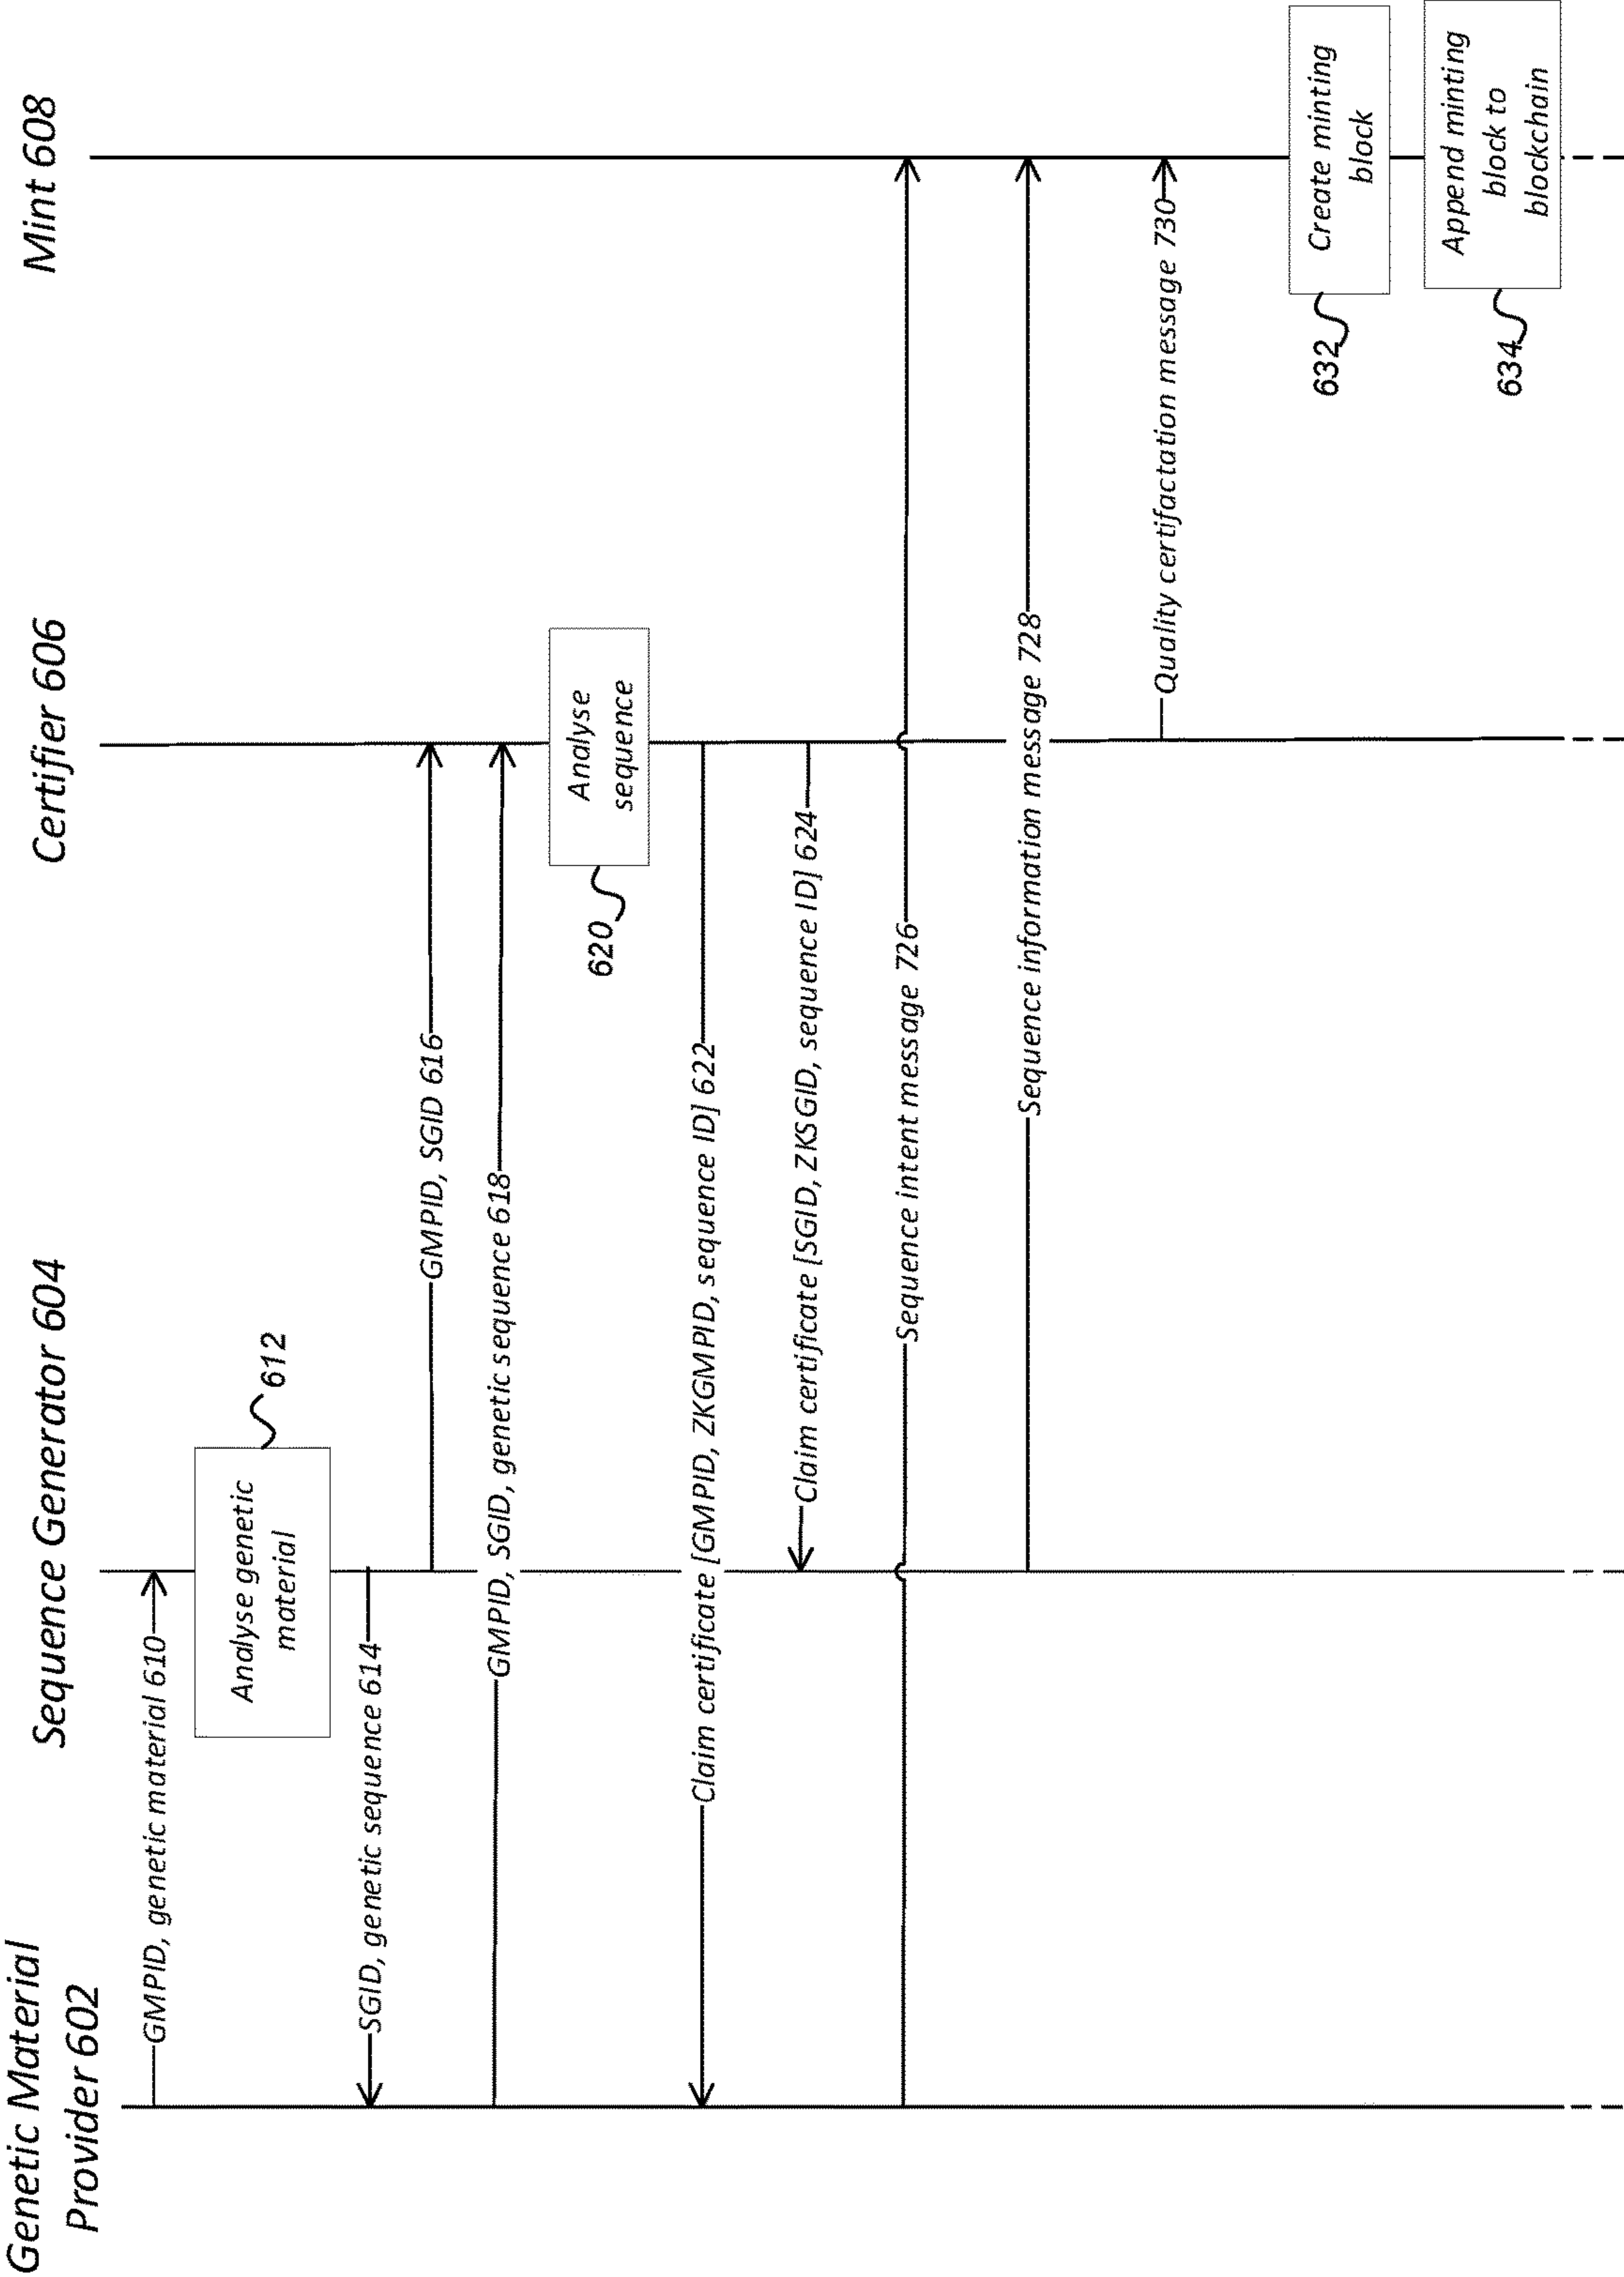 Genetic Material
Provider 602
Sequence Generator 604
Certifier 606
Mint 608
GMPID, genetic material 610
Analyse genetic
material
612
SGID, genetic sequence 614
GMPID, SGID 616
GMPID, SGID, genetic sequence 618
Analyse
sequence
620
Claim certificate [GMPID, ZKGMPID, sequence ID] 622
Claim certificate [SGID, ZKSGID, sequence ID] 624
Sequence intent message 726
Sequence information message 728
Quality certifactation message 730
Create minting
block
632
Append minting
block to
blockchain
634